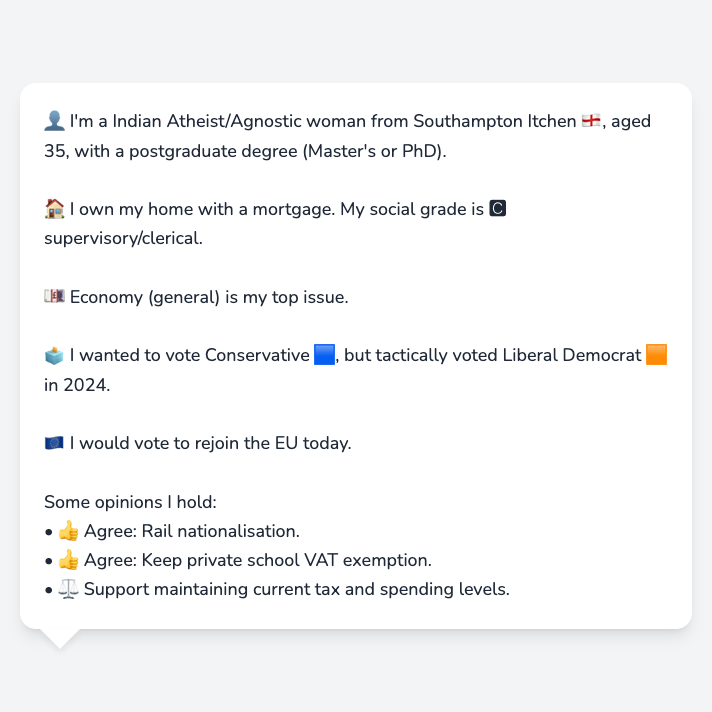 👤 I'm a Indian Atheist/Agnostic woman from Southampton Itchen 🏴󠁧󠁢󠁥󠁮󠁧󠁿, aged
35, with a postgraduate degree (Master's or PhD).
🏠 I own my home with a mortgage. My social grade is 🅲
supervisory/clerical.
💷 Economy (general) is my top issue.
🗳️ I wanted to vote Conservative 🟦, but tactically voted Liberal Democrat 🟧
in 2024.
🇪🇺 I would vote to rejoin the EU today.
Some opinions I hold:
• 👍 Agree: Rail nationalisation.
• 👍 Agree: Keep private school VAT exemption.
• ⚖️ Support maintaining current tax and spending levels.